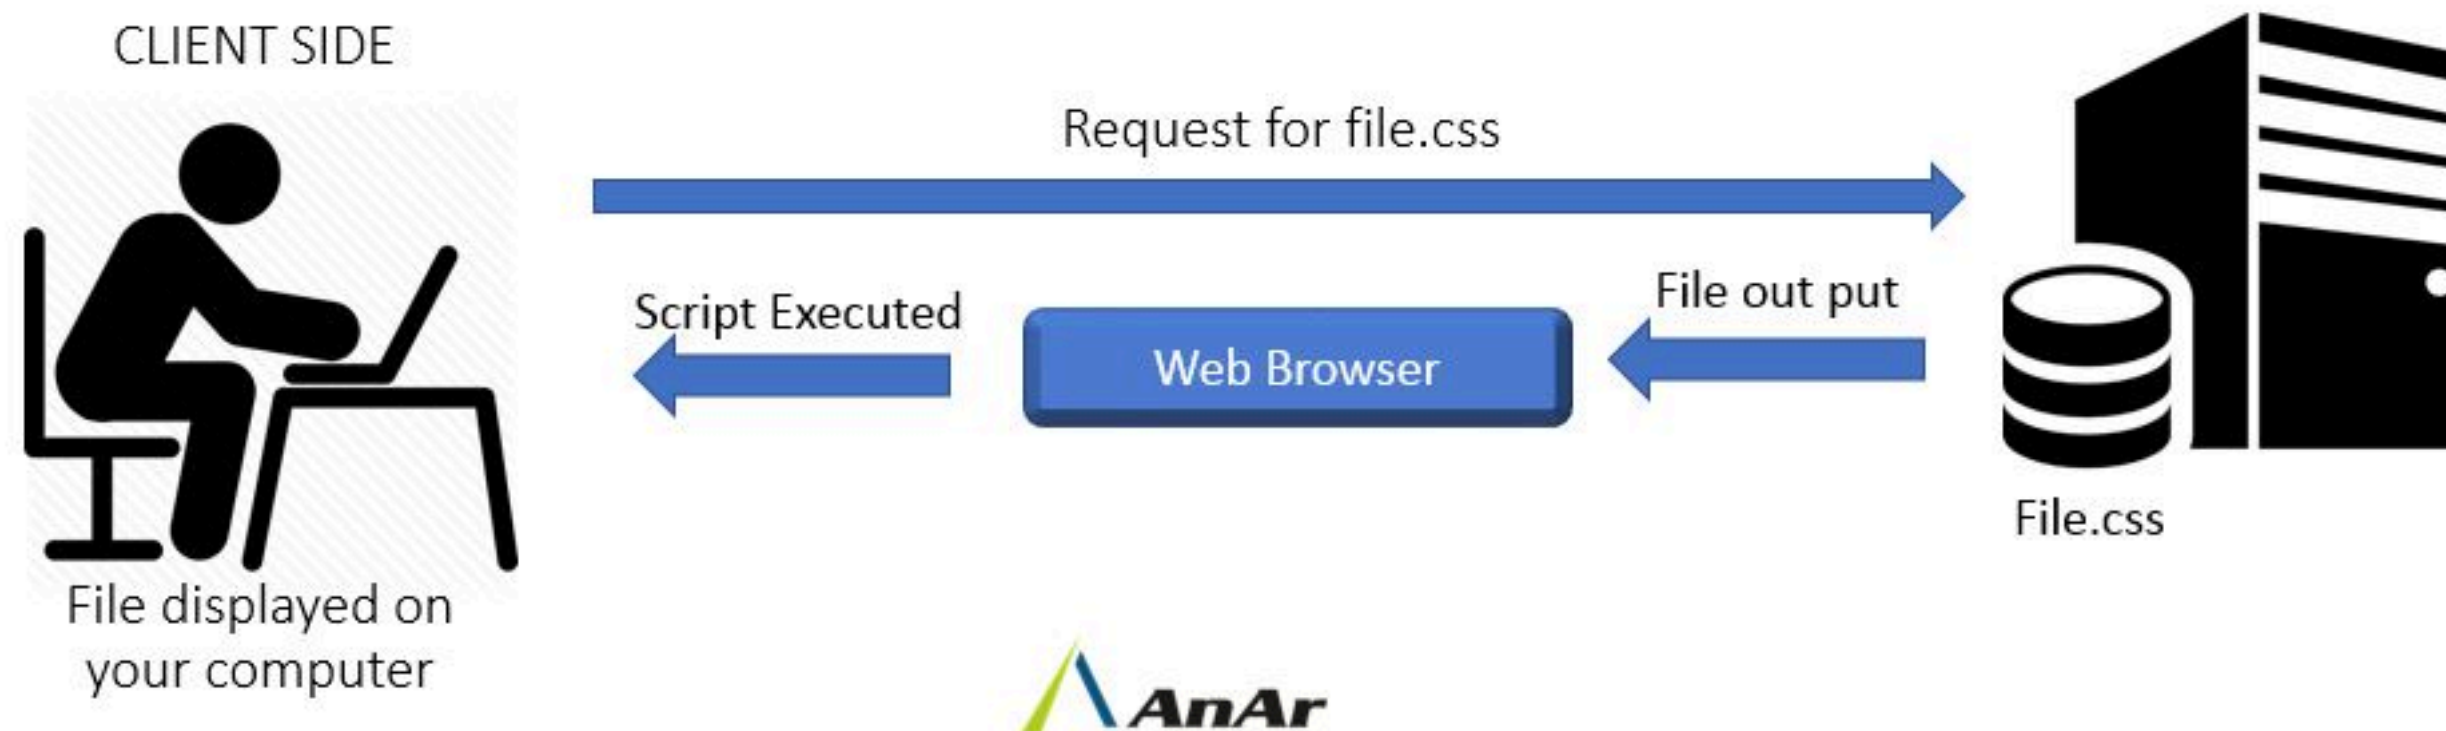 CLIENT SIDE
Request for file.css
Script Executed
Web Browser
File out put
File.css
File displayed on
your computer
AnAr